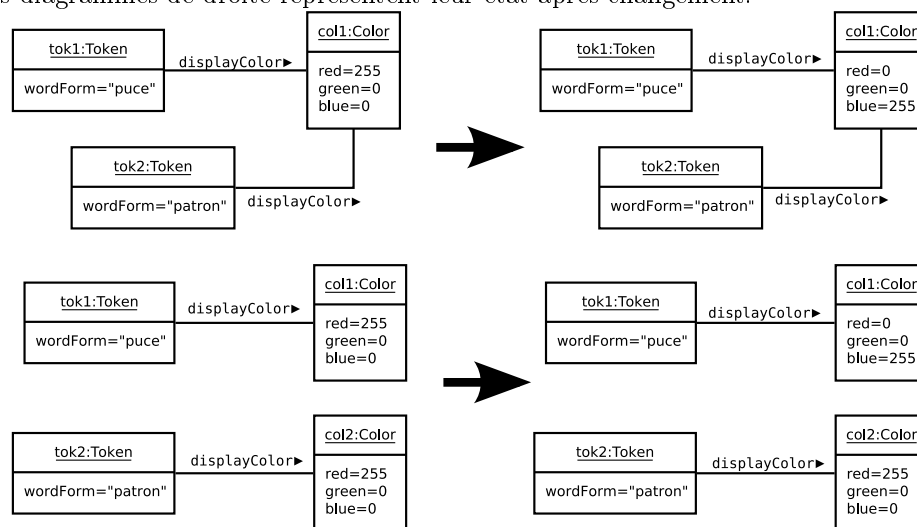 s diagrammes de droite représentent leur état après changement.
tok1:Token
wordForm="puce"
displayColor►
col1:Color
red=255
green=0
blue=0
tok2:Token
wordForm="patron"
displayColor►
tok1:Token
wordForm="puce"
displayColor►
col1:Color
red=0
green=0
blue=255
tok2:Token
wordForm="patron"
displayColor►
tok1:Token
wordForm="puce"
displayColor►
col1:Color
red=255
green=0
blue=0
tok2:Token
wordForm="patron"
displayColor►
col2:Color
red=255
green=0
blue=0
tok1:Token
wordForm="puce"
displayColor►
col1:Color
red=0
green=0
blue=255
tok2:Token
wordForm="patron"
displayColor►
col2:Color
red=255
green=0
blue=0